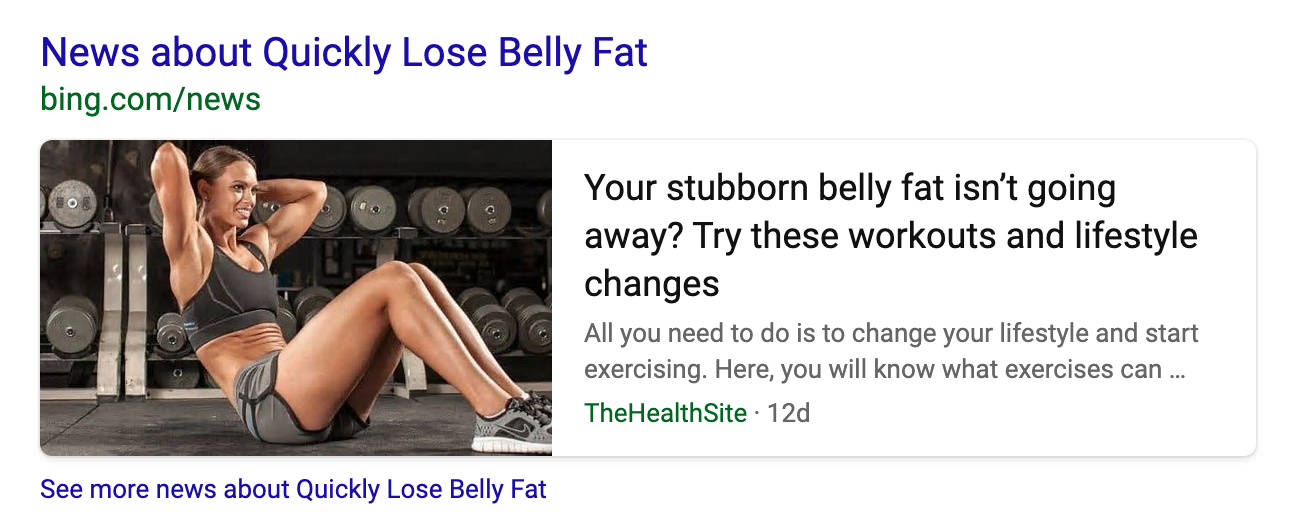 News about Quickly Lose Belly Fat
bing.com/news
Your stubborn belly fat isn’t going
away? Try these workouts and lifestyle
changes
All you need to do is to change your lifestyle and start
exercising. Here, you will know what exercises can ...
TheHealthSite · 12d
See more news about Quickly Lose Belly Fat